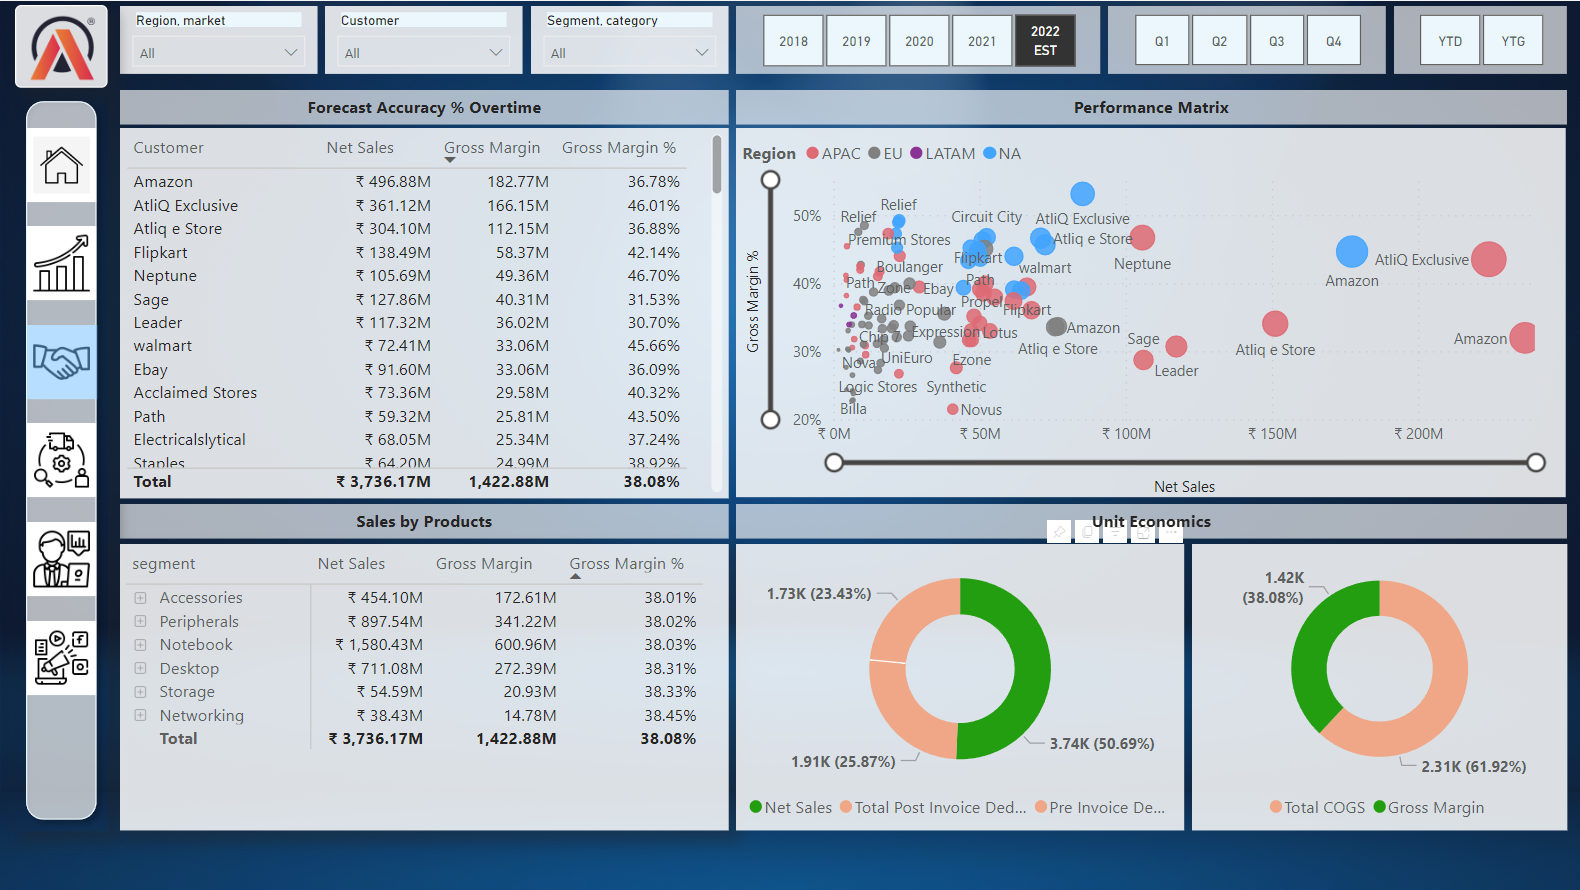 Region, market
All
Customer
All
Segment, category
All
2018
2019
2020
2021
2022
EST
Q1
Q2
Q3
Q4
YTD
YTG
Forecast Accuracy % Overtime
Customer Net Sales Gross Margin Gross Margin %
Amazon ₹ 496.88M 182.77M 36.78%
AtliQ Exclusive ₹ 361.12M 166.15M 46.01%
Atliq e Store ₹ 304.10M 112.15M 36.88%
Flipkart ₹ 138.49M 58.37M 42.14%
Neptune ₹ 105.69M 49.36M 46.70%
Sage ₹ 127.86M 40.31M 31.53%
Leader ₹ 117.32M 36.02M 30.70%
walmart ₹ 72.41M 33.06M 45.66%
Ebay ₹ 91.60M 33.06M 36.09%
Acclaimed Stores ₹ 73.36M 29.58M 40.32%
Path ₹ 59.32M 25.81M 43.50%
Electricalslytical ₹ 68.05M 25.34M 37.24%
Staples ₹ 64.20M 24.99M 38.92%
Total ₹ 3,736.17M 1,422.88M 38.08%
Performance Matrix
Region APAC EU LATAM NA
Gross Margin %
50%
40%
30%
20%
Relief
Relief
Circuit City
AtliQ Exclusive
Premium Stores
Atliq e Store
Flipkart
Neptune
AtliQ Exclusive
Boulanger
walmart
Amazon
Path
Zone
Ebay
Path
Propel
Radio Popular
Flipkart
Chip 7
Expression
Lotus
Amazon
Atliq e Store
Sage
Atliq e Store
Amazon
Nova
UniEuro
Ezone
Leader
Logic Stores
Synthetic
Billa
Novus
₹ 0M
₹ 50M
₹ 100M
₹ 150M
₹ 200M
Net Sales
Sales by Products
segment Net Sales Gross Margin Gross Margin %
Accessories ₹ 454.10M 172.61M 38.01%
Peripherals ₹ 897.54M 341.22M 38.02%
Notebook ₹ 1,580.43M 600.96M 38.03%
Desktop ₹ 711.08M 272.39M 38.31%
Storage ₹ 54.59M 20.93M 38.33%
Networking ₹ 38.43M 14.78M 38.45%
Total ₹ 3,736.17M 1,422.88M 38.08%
Unit Economics
1.73K (23.43%)
1.91K (25.87%)
3.74K (50.69%)
Net Sales Total Post Invoice Ded... Pre Invoice De...
1.42K
(38.08%)
2.31K (61.92%)
Total COGS Gross Margin